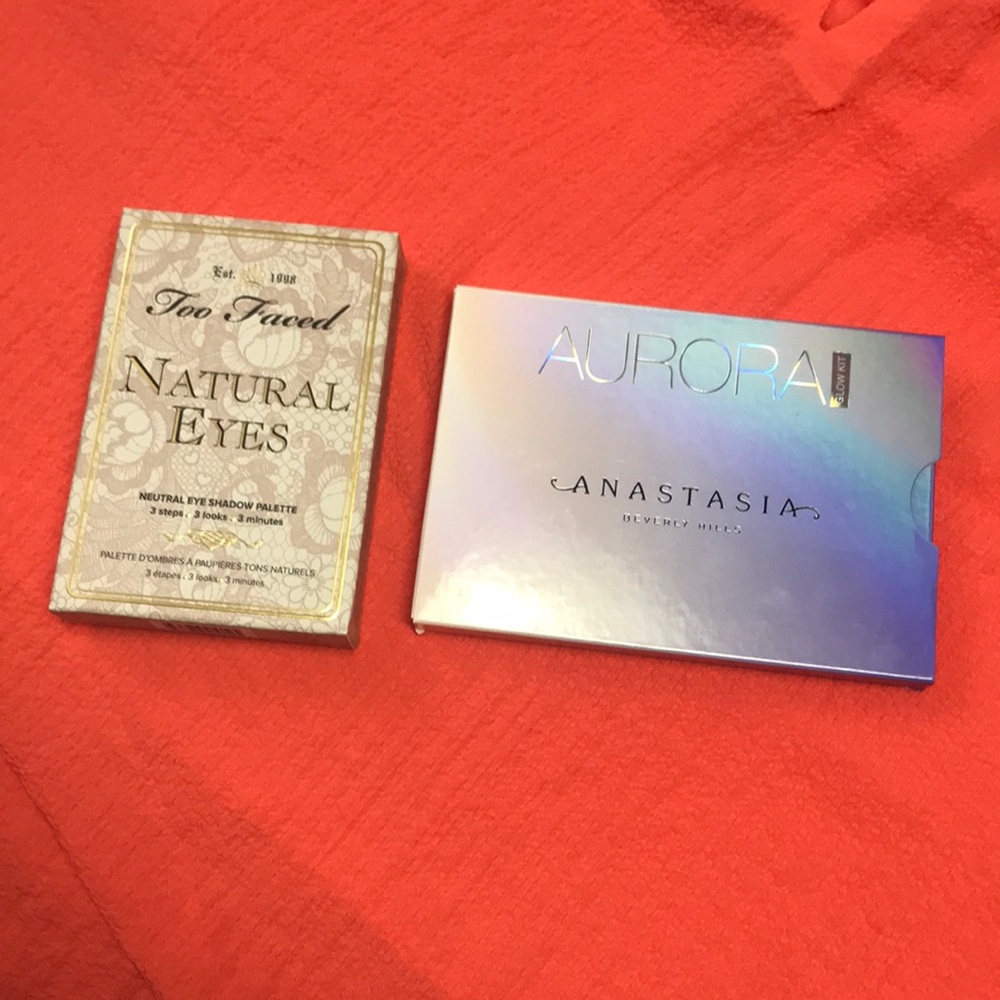 Est. 1998
Too Faced
NATURAL
EYES
NEUTRAL EYE SHADOW PALETTE
3 steps . 3 looks . 3 minutes
PALETTE D'OMBRES À PAUPIÈRES TONS NATURELS
3 étapes . 3 looks . 3 minutes
AURORA
GLOW KIT
ANASTASIA
BEVERLY HILLS